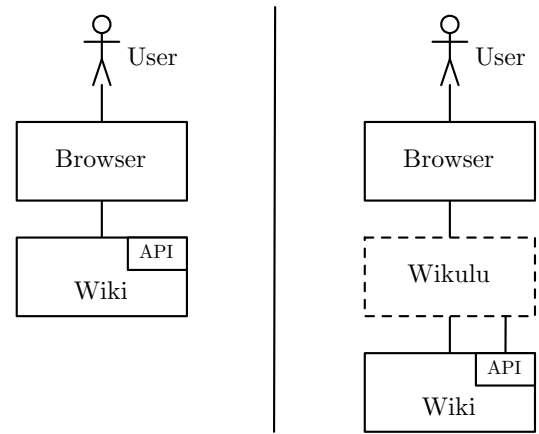 User
Browser
API
Wiki
User
Browser
Wikulu
API
Wiki